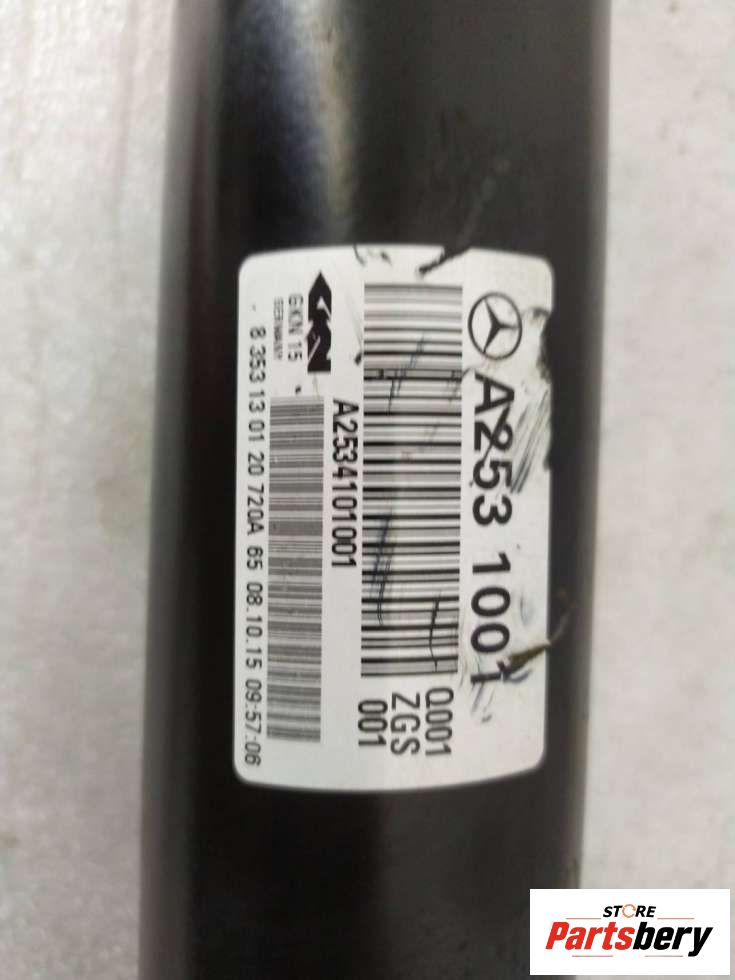 A253 1001
Q001
ZGS
001
A2534101001
GKN
GKN 15
GERMANY
8 353 13 01 20 720A 65 08.10.15 09:57:06
STORE
Partsbery